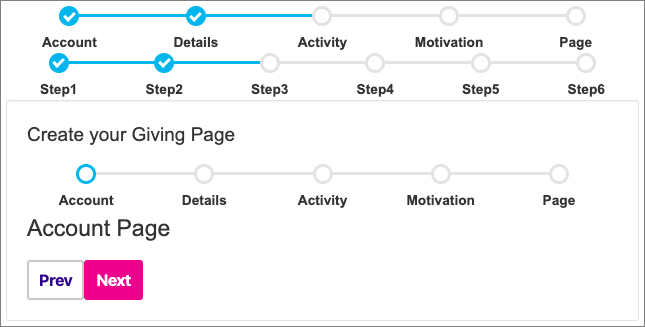 Account Details Activity Motivation Page
Step1 Step2 Step3 Step4 Step5 Step6
Create your Giving Page
Account Details Activity Motivation Page
Account Page
Prev Next